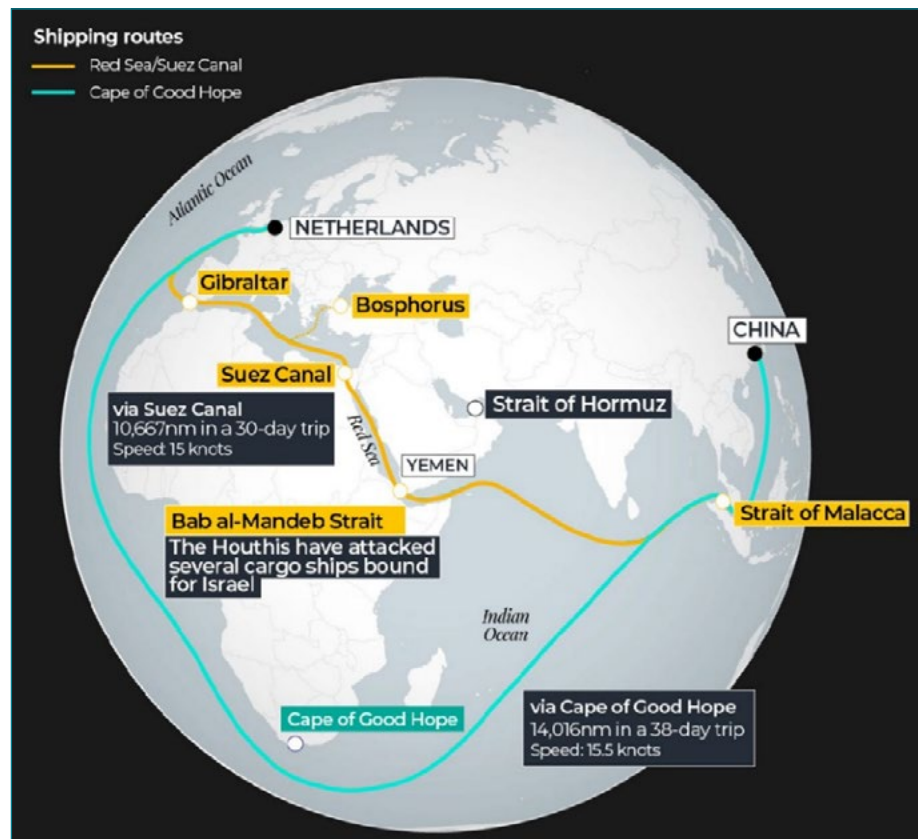 Shipping routes
Red Sea/Suez Canal
Cape of Good Hope
Atlantic Ocean
NETHERLANDS
Gibraltar
Bosphorus
CHINA
Suez Canal
via Suez Canal
10,667nm in a 30-day trip
Speed: 15 knots
Red Sea
Strait of Hormuz
YEMEN
Strait of Malacca
Bab al-Mandeb Strait
The Houthis have attacked
several cargo ships bound
for Israel
Indian
Ocean
Cape of Good Hope
via Cape of Good Hope
14,016nm in a 38-day trip
Speed: 15.5 knots